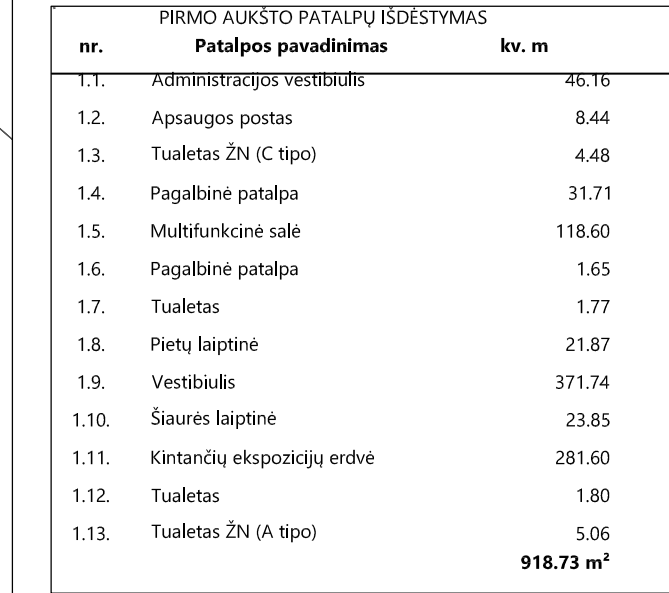 PIRMO AUKŠTO PATALPŲ IŠDĖSTYMAS
nr. Patalpos pavadinimas kv. m
1.1. Administracijos vestibiulis 46.16
1.2. Apsaugos postas 8.44
1.3. Tualetas ŽN (C tipo) 4.48
1.4. Pagalbinė patalpa 31.71
1.5. Multifunkcinė salė 118.60
1.6. Pagalbinė patalpa 1.65
1.7. Tualetas 1.77
1.8. Pietų laiptinė 21.87
1.9. Vestibiulis 371.74
1.10. Šiaurės laiptinė 23.85
1.11. Kintančių ekspozicijų erdvė 281.60
1.12. Tualetas 1.80
1.13. Tualetas ŽN (A tipo) 5.06
918.73 m²